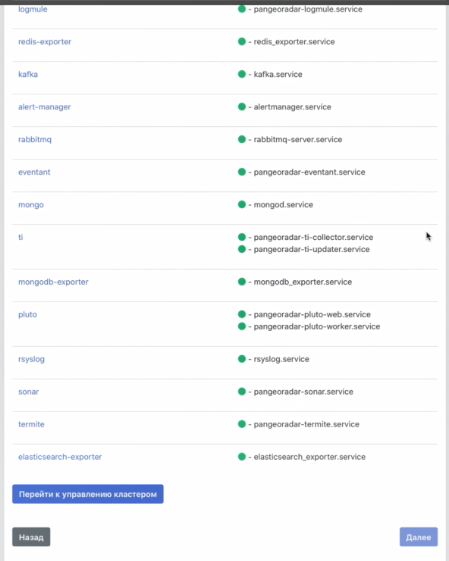 logmule - pangeoradar-logmule.service
redis-exporter - redis_exporter.service
kafka - kafka.service
alert-manager - alertmanager.service
rabbitmq - rabbitmq-server.service
eventant - pangeoradar-eventant.service
mongo - mongod.service
ti - pangeoradar-ti-collector.service
- pangeoradar-ti-updater.service
mongodb-exporter - mongodb_exporter.service
pluto - pangeoradar-pluto-web.service
- pangeoradar-pluto-worker.service
rsyslog - rsyslog.service
sonar - pangeoradar-sonar.service
termite - pangeoradar-termite.service
elasticsearch-exporter - elasticsearch_exporter.service
Перейти к управлению кластером
Назад Далее